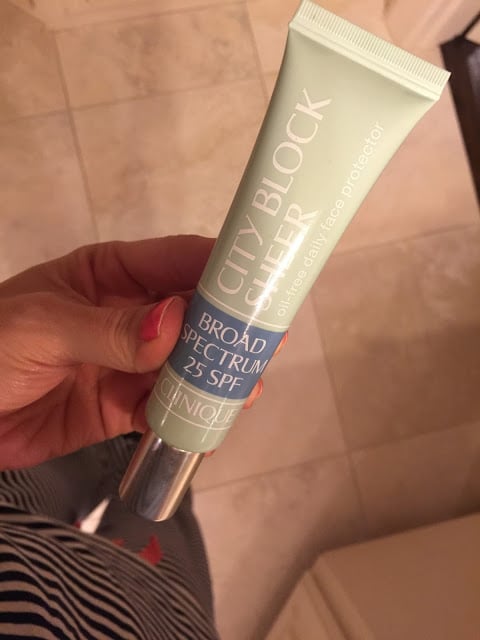 CITY BLOCK
SHEER
oil-free daily face protector
BROAD
SPECTRUM
25 SPF
CLINIQUE